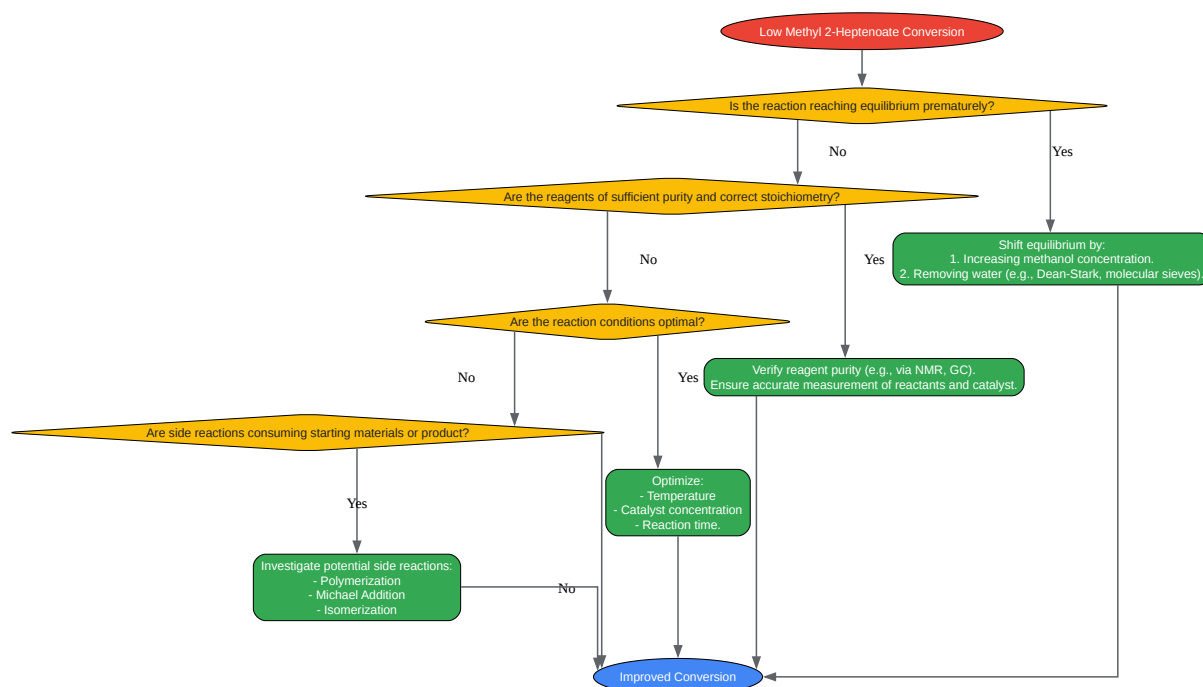 Low Methyl 2-Heptenoate Conversion
Is the reaction reaching equilibrium prematurely?
No
Yes
Are the reagents of sufficient purity and correct stoichiometry?
No
Yes
Shift equilibrium by:
1. Increasing methanol concentration.
2. Removing water (e.g., Dean-Stark, molecular sieves).
Are the reaction conditions optimal?
No
Yes
Verify reagent purity (e.g., via NMR, GC).
Ensure accurate measurement of reactants and catalyst.
Are side reactions consuming starting materials or product?
Yes
Optimize:
- Temperature
- Catalyst concentration
- Reaction time.
Investigate potential side reactions:
- Polymerization
- Michael Addition
- Isomerization
No
Improved Conversion